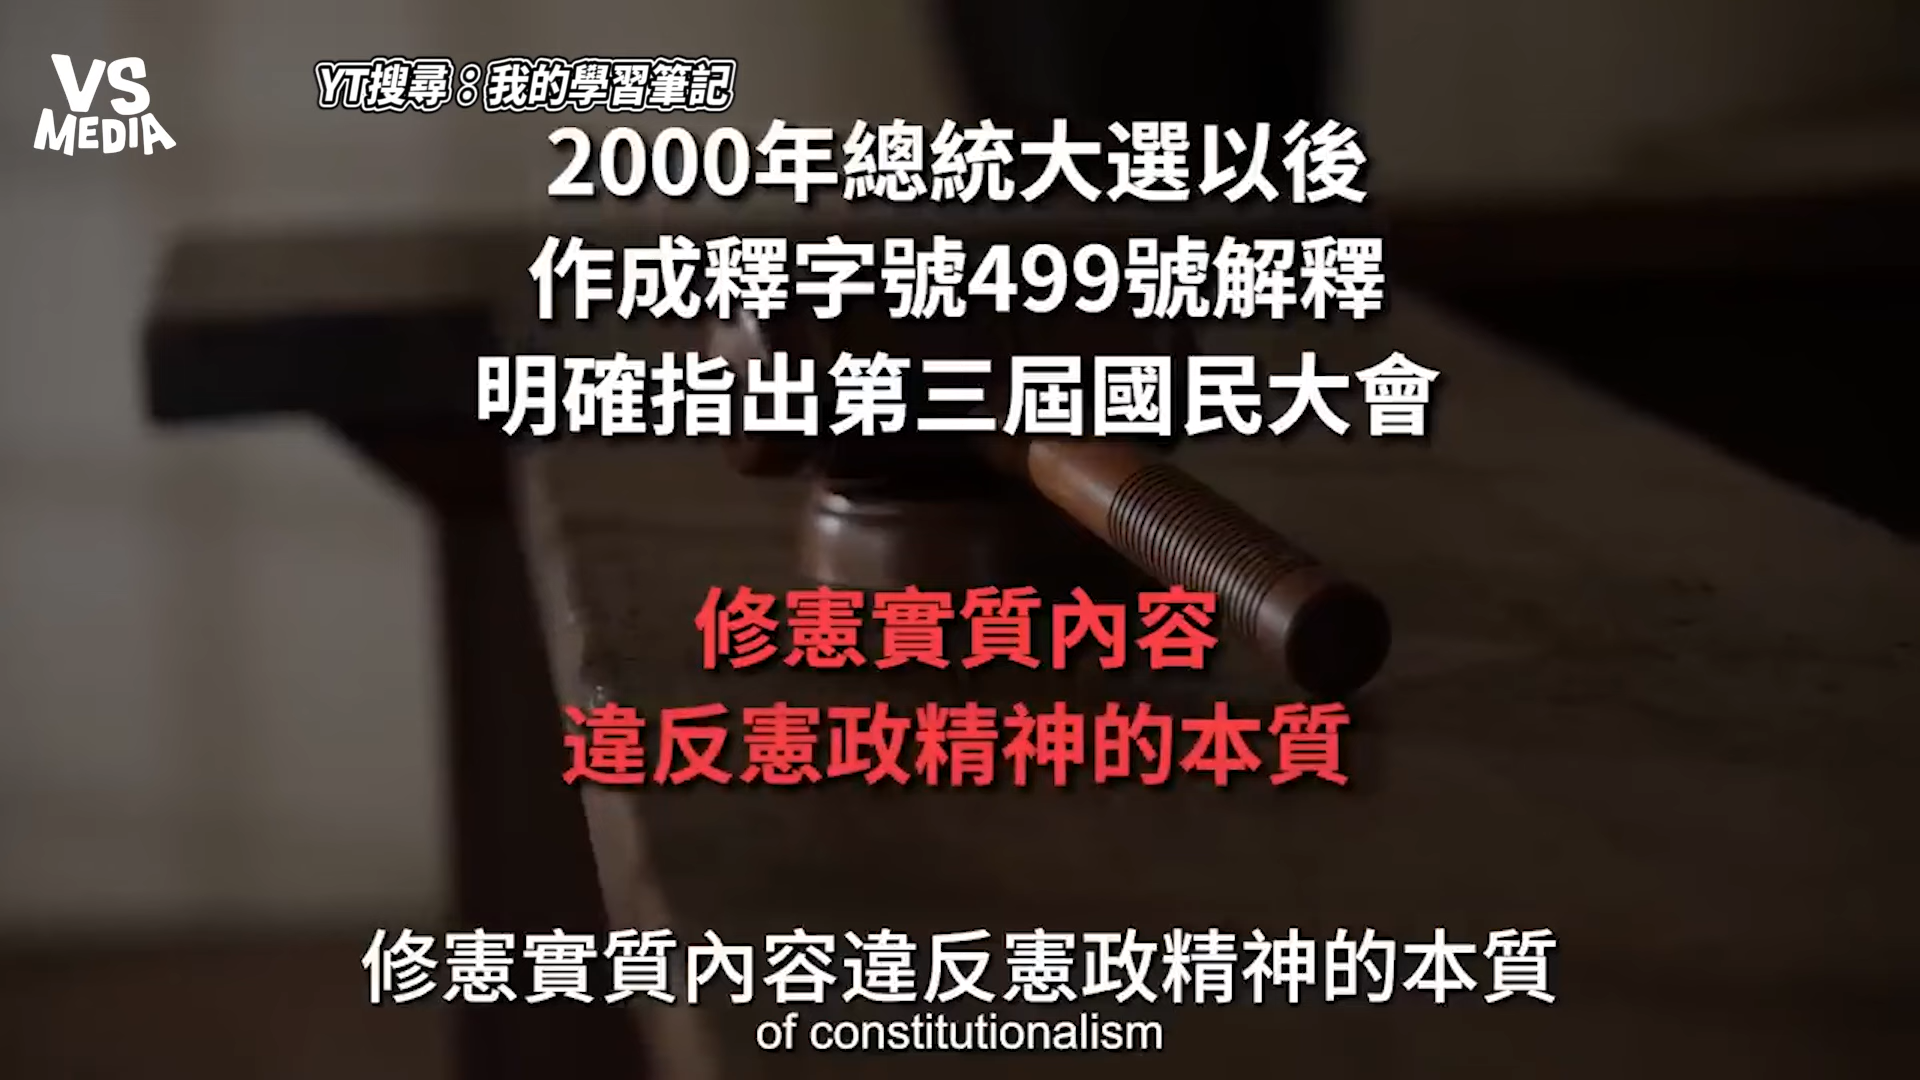 VS
MEDIA
YT搜尋：我的學習筆記
2000年總統大選以後
作成釋字號499號解釋
明確指出第三屆國民大會
修憲實質內容
違反憲政精神的本質
修憲實質內容違反憲政精神的本質
of constitutionalism